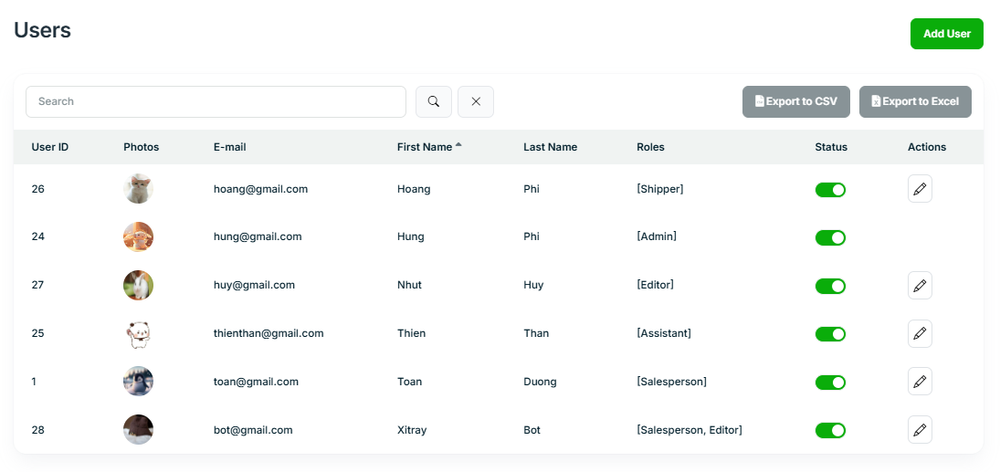 Users
Add User
Search
Export to CSV Export to Excel
User ID Photos E-mail First Name Last Name Roles Status Actions
26 hoang@gmail.com Hoang Phi [Shipper]
24 hung@gmail.com Hung Phi [Admin]
27 huy@gmail.com Nhut Huy [Editor]
25 thienthan@gmail.com Thien Than [Assistant]
1 toan@gmail.com Toan Duong [Salesperson]
28 bot@gmail.com Xitray Bot [Salesperson, Editor]